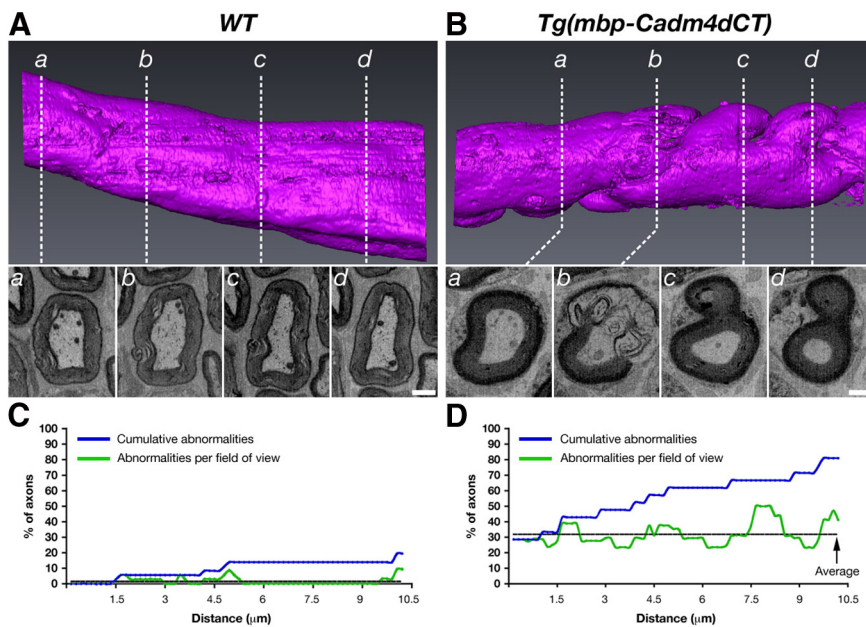 A
WT
B
Tg(mbp-Cadm4dCT)
a
b
c
d
a
b
c
d
a
b
c
d
a
b
c
d
C
D
100
90
80
70
60
50
40
30
20
10
0
% of axons
Cumulative abnormalities
Abnormalities per field of view
1.5
3
4.5
6
7.5
9
10.5
Distance (μm)
100
90
80
70
60
50
40
30
20
10
0
% of axons
Cumulative abnormalities
Abnormalities per field of view
Average
1.5
3
4.5
6
7.5
9
10.5
Distance (μm)